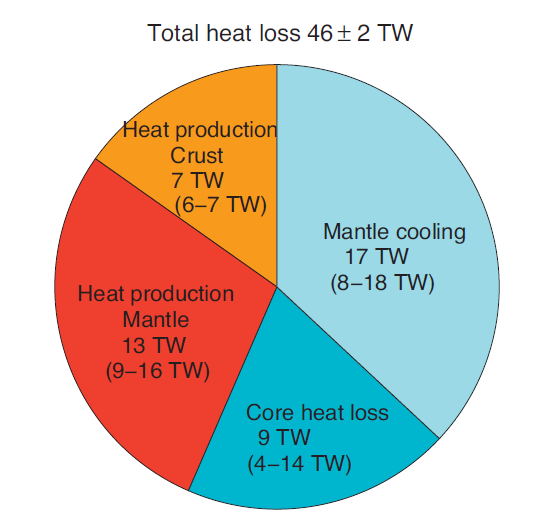 Total heat loss 46 ± 2 TW
Heat production
Crust
7 TW
(6–7 TW)
Mantle cooling
17 TW
(8–18 TW)
Heat production
Mantle
13 TW
(9–16 TW)
Core heat loss
9 TW
(4–14 TW)